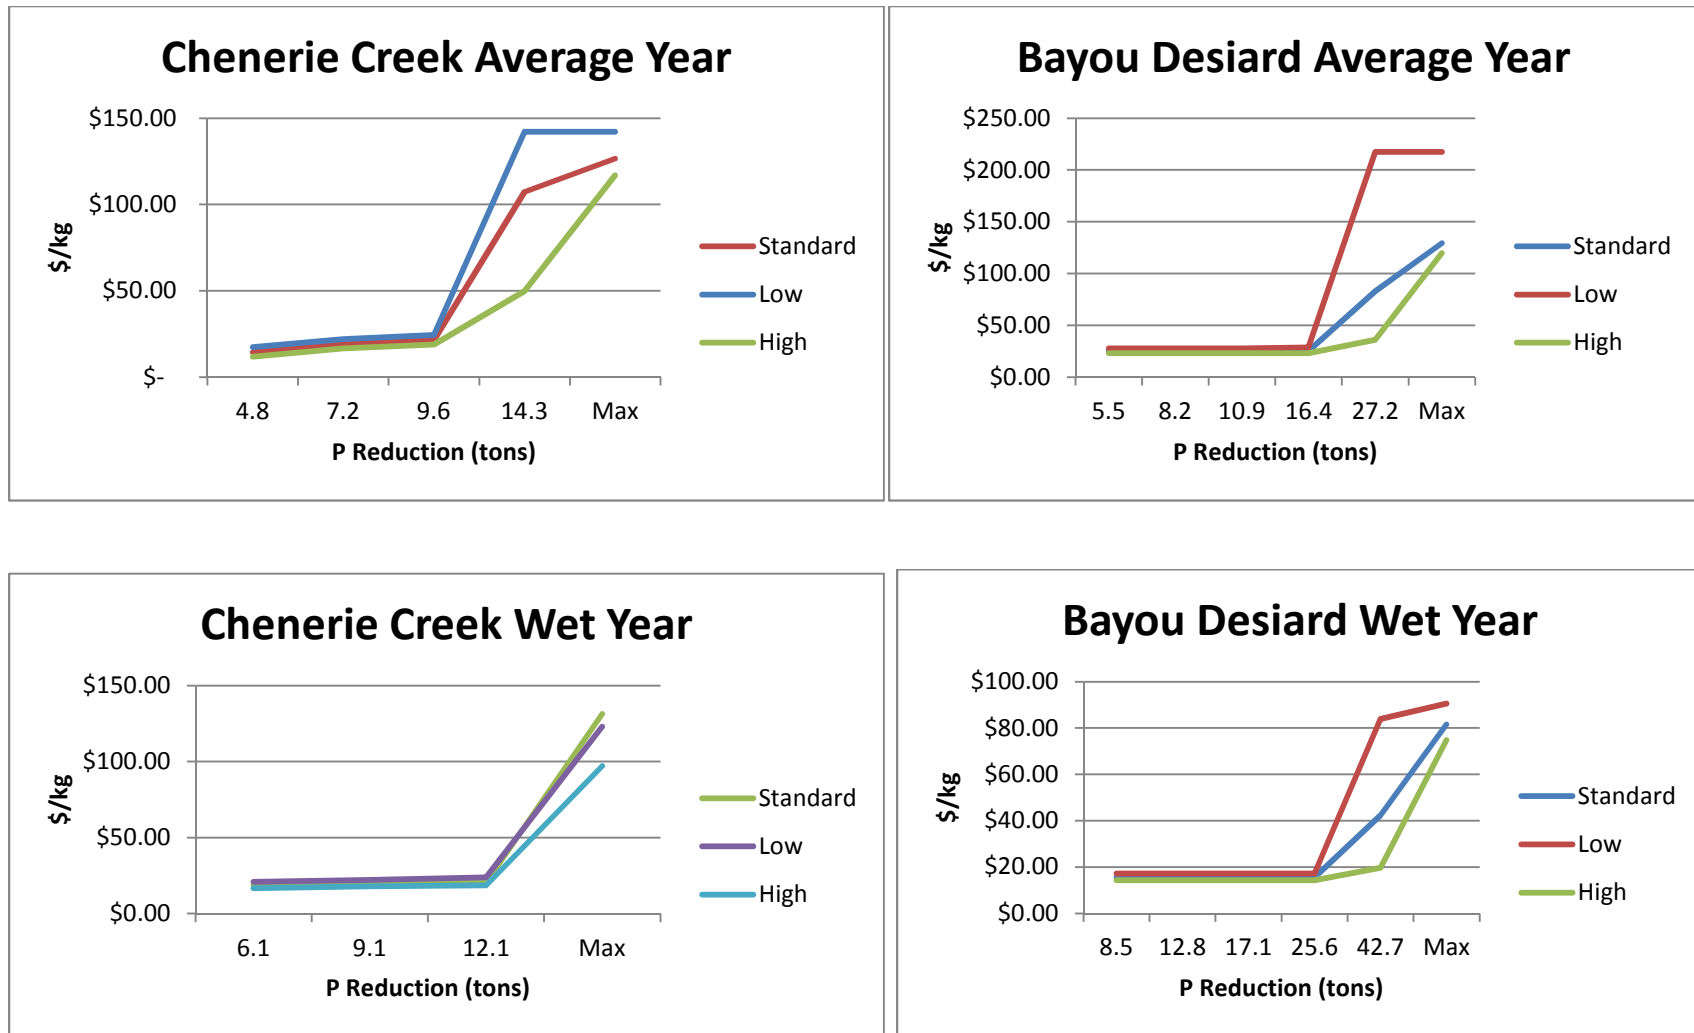 Chenerie Creek Average Year
$150.00
$100.00
$50.00
$-
$/kg
4.8 7.2 9.6 14.3 Max
P Reduction (tons)
Standard
Low
High
Bayou Desiard Average Year
$250.00
$200.00
$150.00
$100.00
$50.00
$0.00
$/kg
5.5 8.2 10.9 16.4 27.2 Max
P Reduction (tons)
Standard
Low
High
Chenerie Creek Wet Year
$150.00
$100.00
$50.00
$0.00
$/kg
6.1 9.1 12.1 Max
P Reduction (tons)
Standard
Low
High
Bayou Desiard Wet Year
$100.00
$80.00
$60.00
$40.00
$20.00
$0.00
$/kg
8.5 12.8 17.1 25.6 42.7 Max
P Reduction (tons)
Standard
Low
High